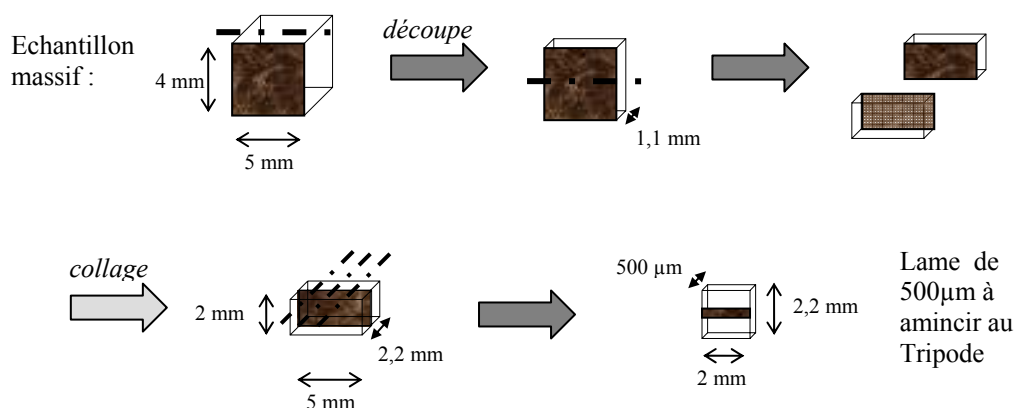 Echantillon
massif :
4 mm
5 mm
découpe
1,1 mm
collage
2 mm
2,2 mm
5 mm
500 µm
2,2 mm
2 mm
Lame de
500µm à
amincir au
Tripode